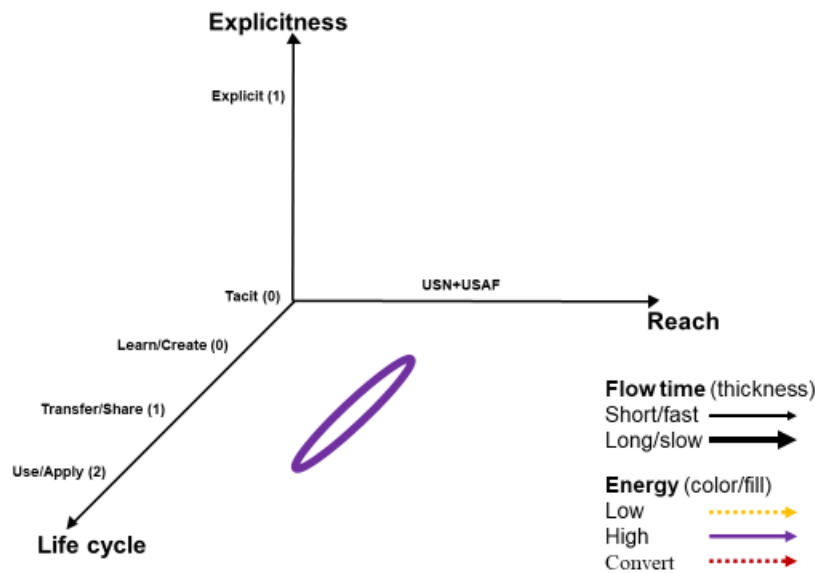 Explicitness
Explicit (1)
Tacit (0)
USN+USAF
Reach
Learn/Create (0)
Transfer/Share (1)
Use/Apply (2)
Life cycle
Flow time (thickness)
Short/fast
Long/slow
Energy (color/fill)
Low
High
Convert